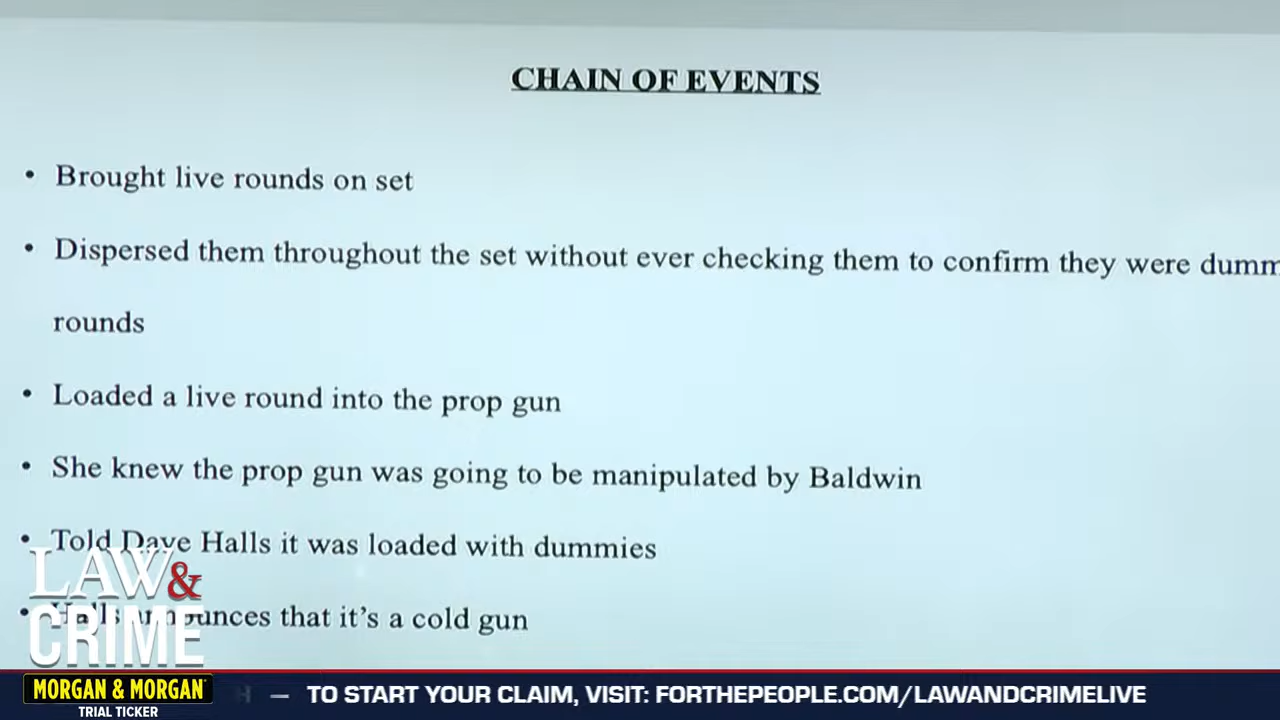 CHAIN OF EVENTS
• Brought live rounds on set
• Dispersed them throughout the set without ever checking them to confirm they were dumm
rounds
• Loaded a live round into the prop gun
• She knew the prop gun was going to be manipulated by Baldwin
• Told Dave Halls it was loaded with dummies
• Halls announces that it's a cold gun
LAW&
CRIME
MORGAN & MORGAN
TRIAL TICKER
H — TO START YOUR CLAIM, VISIT: FORTHEPEOPLE.COM/LAWANDCRIMELIVE